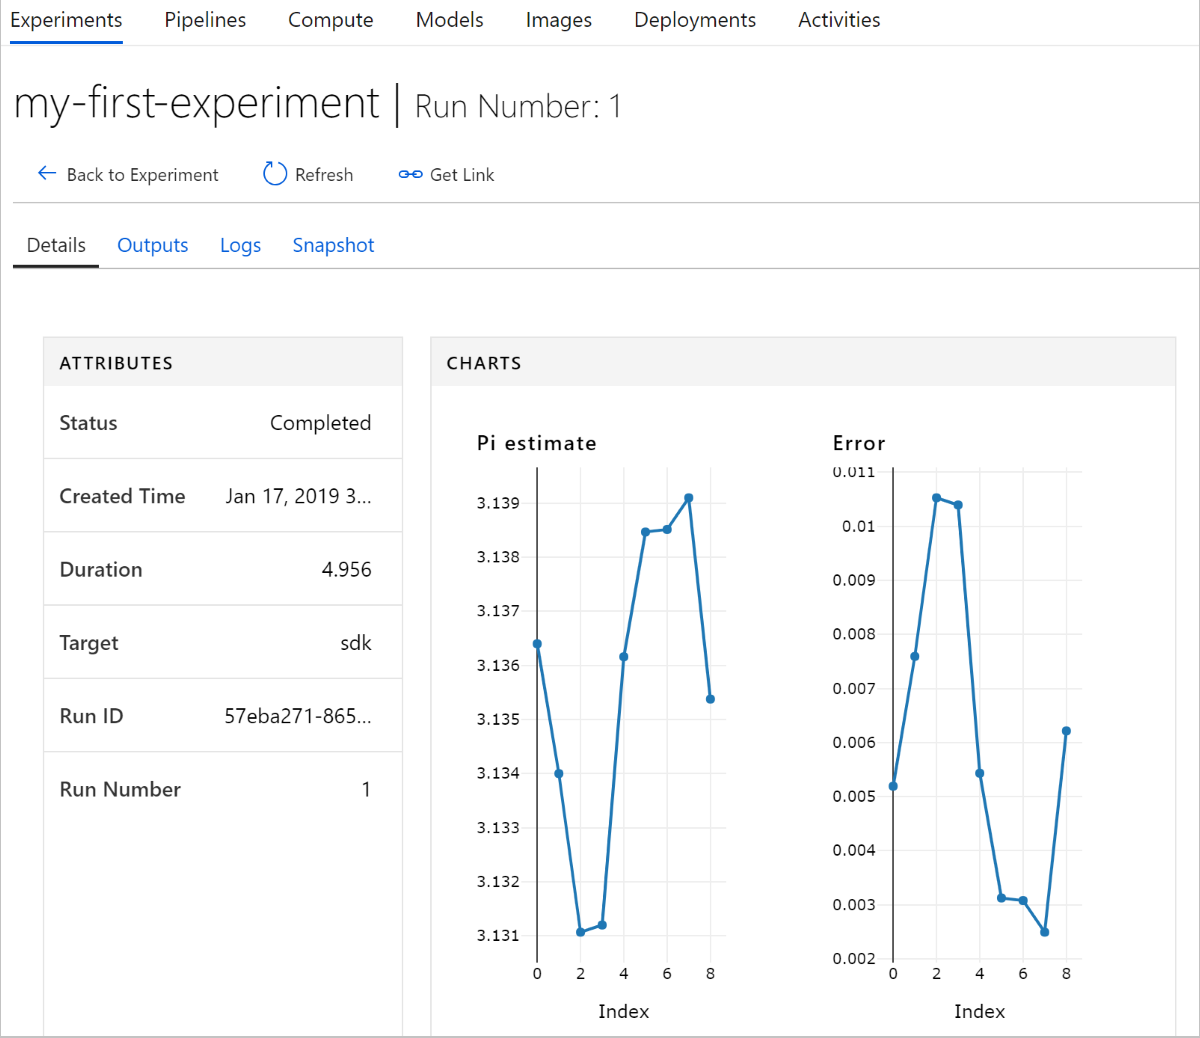 Experiments Pipelines Compute Models Images Deployments Activities
my-first-experiment | Run Number: 1
Back to Experiment Refresh Get Link
Details Outputs Logs Snapshot
ATTRIBUTES
Status Completed
Created Time Jan 17, 2019 3...
Duration 4.956
Target sdk
Run ID 57eba271-865...
Run Number 1
CHARTS
Pi estimate
3.139
3.138
3.137
3.136
3.135
3.134
3.133
3.132
3.131
0 2 4 6 8
Index
Error
0.011
0.01
0.009
0.008
0.007
0.006
0.005
0.004
0.003
0.002
0 2 4 6 8
Index